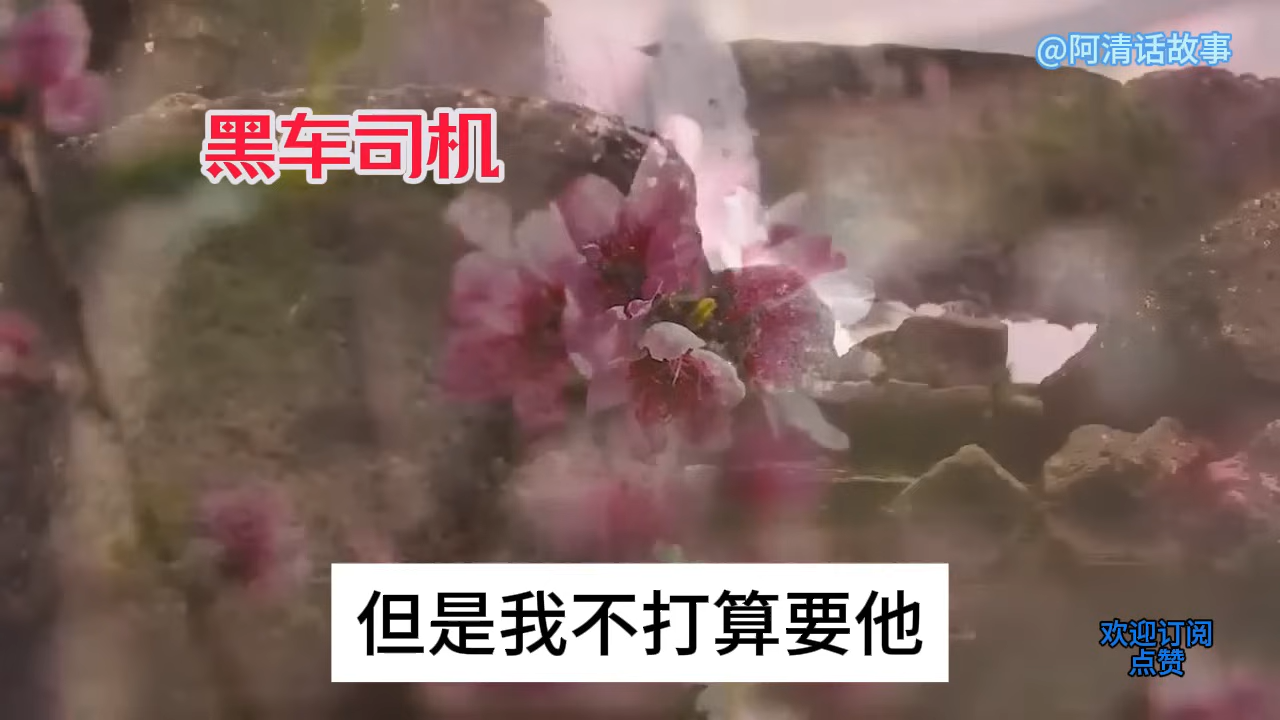 @阿清话故事
黑车司机
但是我不打算要他
欢迎订阅
点赞